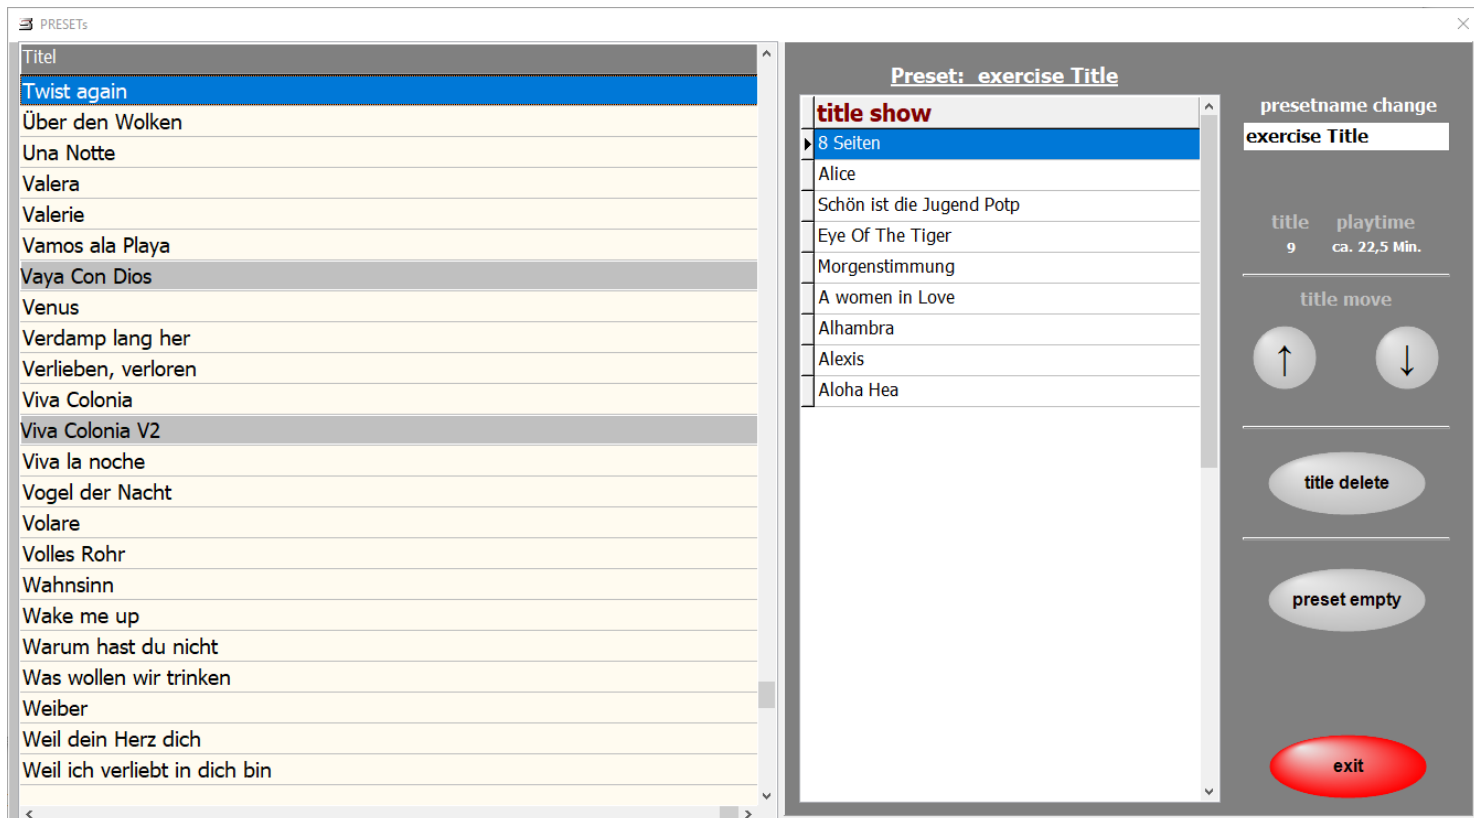 PRESETs
Titel
Twist again
Über den Wolken
Una Notte
Valera
Valerie
Vamos ala Playa
Vaya Con Dios
Venus
Verdamp lang her
Verlieben, verloren
Viva Colonia
Viva Colonia V2
Viva la noche
Vogel der Nacht
Volare
Volles Rohr
Wahnsinn
Wake me up
Warum hast du nicht
Was wollen wir trinken
Weiber
Weil dein Herz dich
Weil ich verliebt in dich bin
Preset:  exercise Title
title show
8 Seiten
Alice
Schön ist die Jugend Potp
Eye Of The Tiger
Morgenstimmung
A women in Love
Alhambra
Alexis
Aloha Hea
presetname change
exercise Title
title playtime
9 ca. 22,5 Min.
title move
↑ ↓
title delete
preset empty
exit